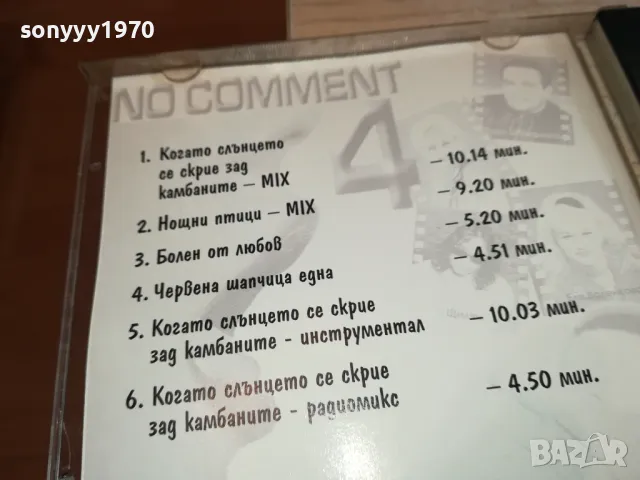 sonyyy1970
NO COMMENT
4
1. Когато слънцето
се скрие зад
камбаните – MIX – 10.14 мин.
2. Нощни птици – MIX – 9.20 мин.
3. Болен от любов – 5.20 мин.
4. Червена шапчица една – 4.51 мин.
5. Когато слънцето се скрие
зад камбаните - инструментал – 10.03 мин.
6. Когато слънцето се скрие
зад камбаните - радиомикс – 4.50 мин.
BAZAR
bg